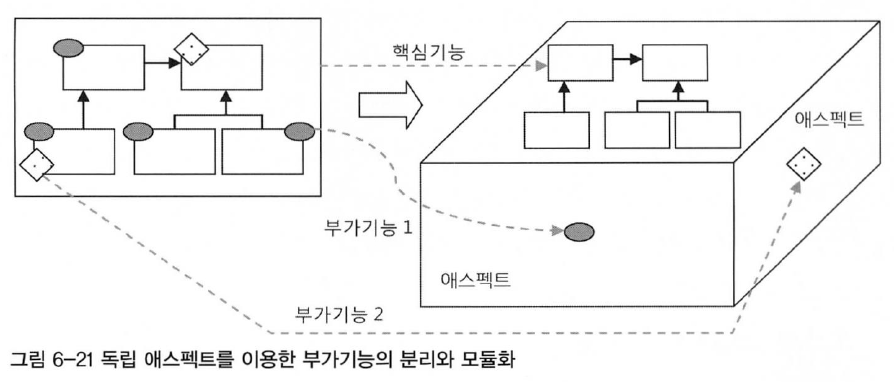 핵심기능
애스펙트
부가기능 1
애스펙트
부가기능 2
그림 6-21 독립 애스펙트를 이용한 부가기능의 분리와 모듈화